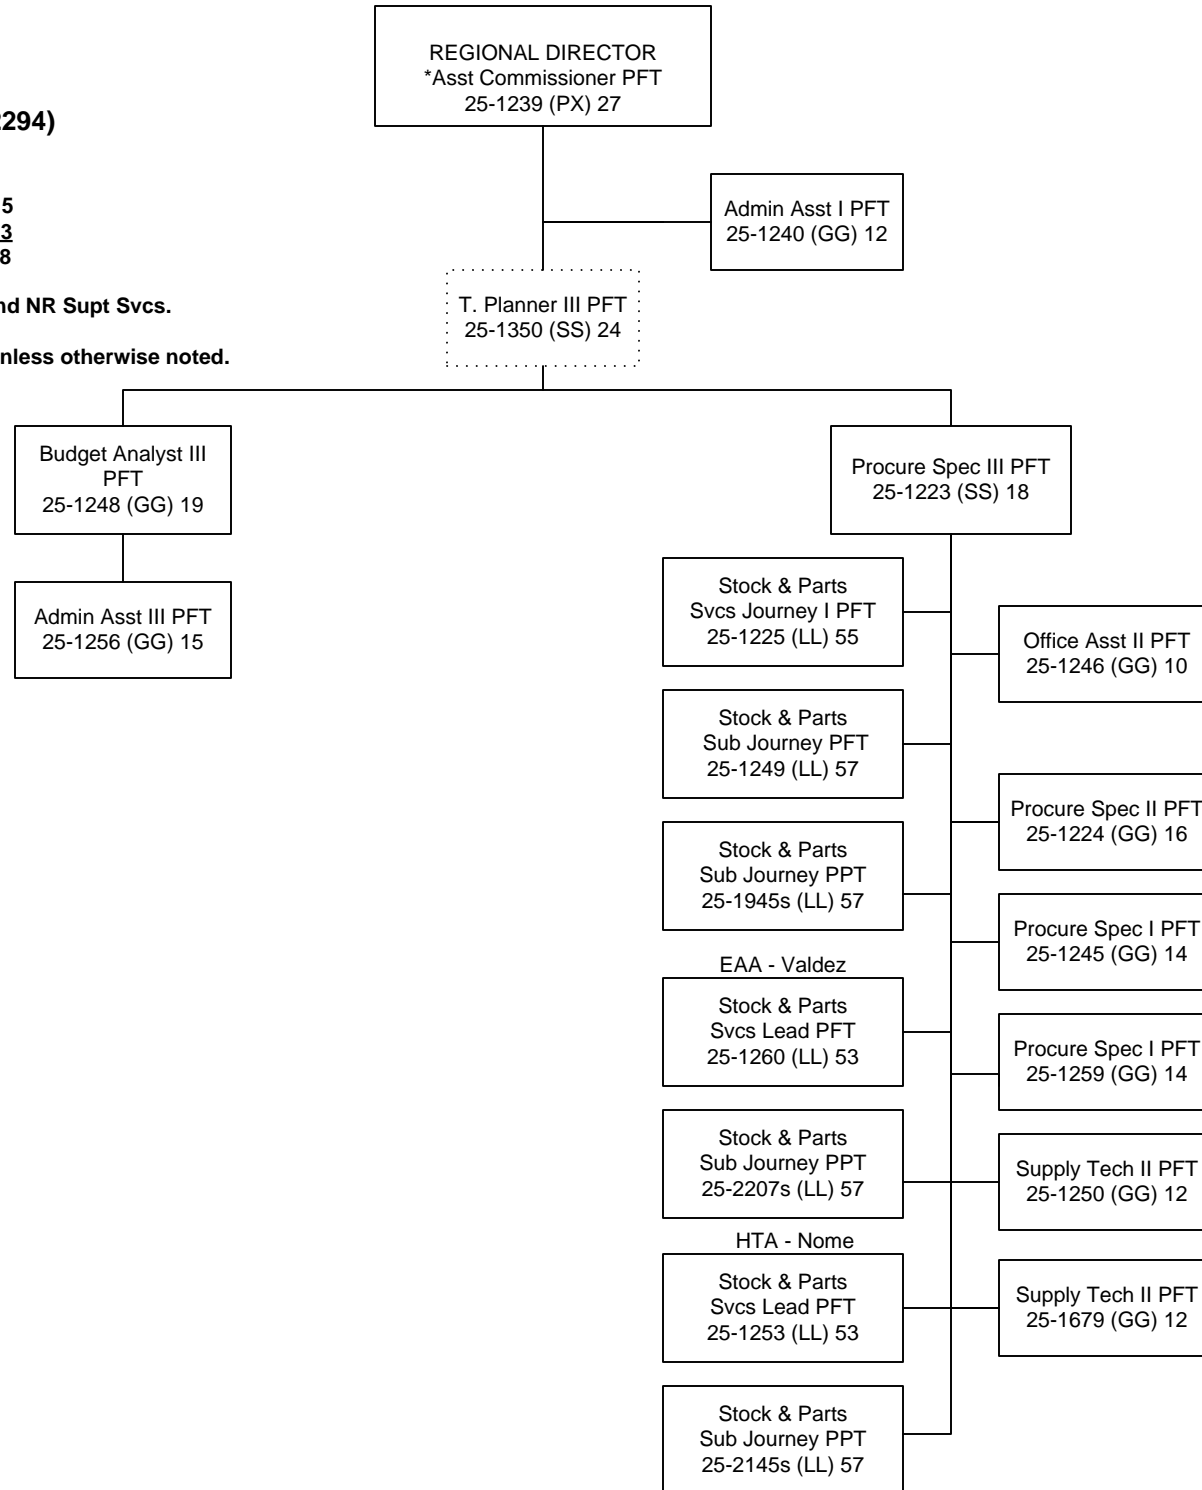 REGIONAL DIRECTOR
*Asst Commissioner PFT
25-1239 (PX) 27
2294)
5
3
8
nd NR Supt Svcs.
nless otherwise noted.
Admin Asst I PFT
25-1240 (GG) 12
T. Planner III PFT
25-1350 (SS) 24
Budget Analyst III
PFT
25-1248 (GG) 19
Admin Asst III PFT
25-1256 (GG) 15
Procure Spec III PFT
25-1223 (SS) 18
Stock & Parts
Svcs Journey I PFT
25-1225 (LL) 55
Office Asst II PFT
25-1246 (GG) 10
Stock & Parts
Sub Journey PFT
25-1249 (LL) 57
Procure Spec II PFT
25-1224 (GG) 16
Stock & Parts
Sub Journey PPT
25-1945s (LL) 57
Procure Spec I PFT
25-1245 (GG) 14
EAA - Valdez
Stock & Parts
Svcs Lead PFT
25-1260 (LL) 53
Procure Spec I PFT
25-1259 (GG) 14
Stock & Parts
Sub Journey PPT
25-2207s (LL) 57
Supply Tech II PFT
25-1250 (GG) 12
HTA - Nome
Stock & Parts
Svcs Lead PFT
25-1253 (LL) 53
Supply Tech II PFT
25-1679 (GG) 12
Stock & Parts
Sub Journey PPT
25-2145s (LL) 57